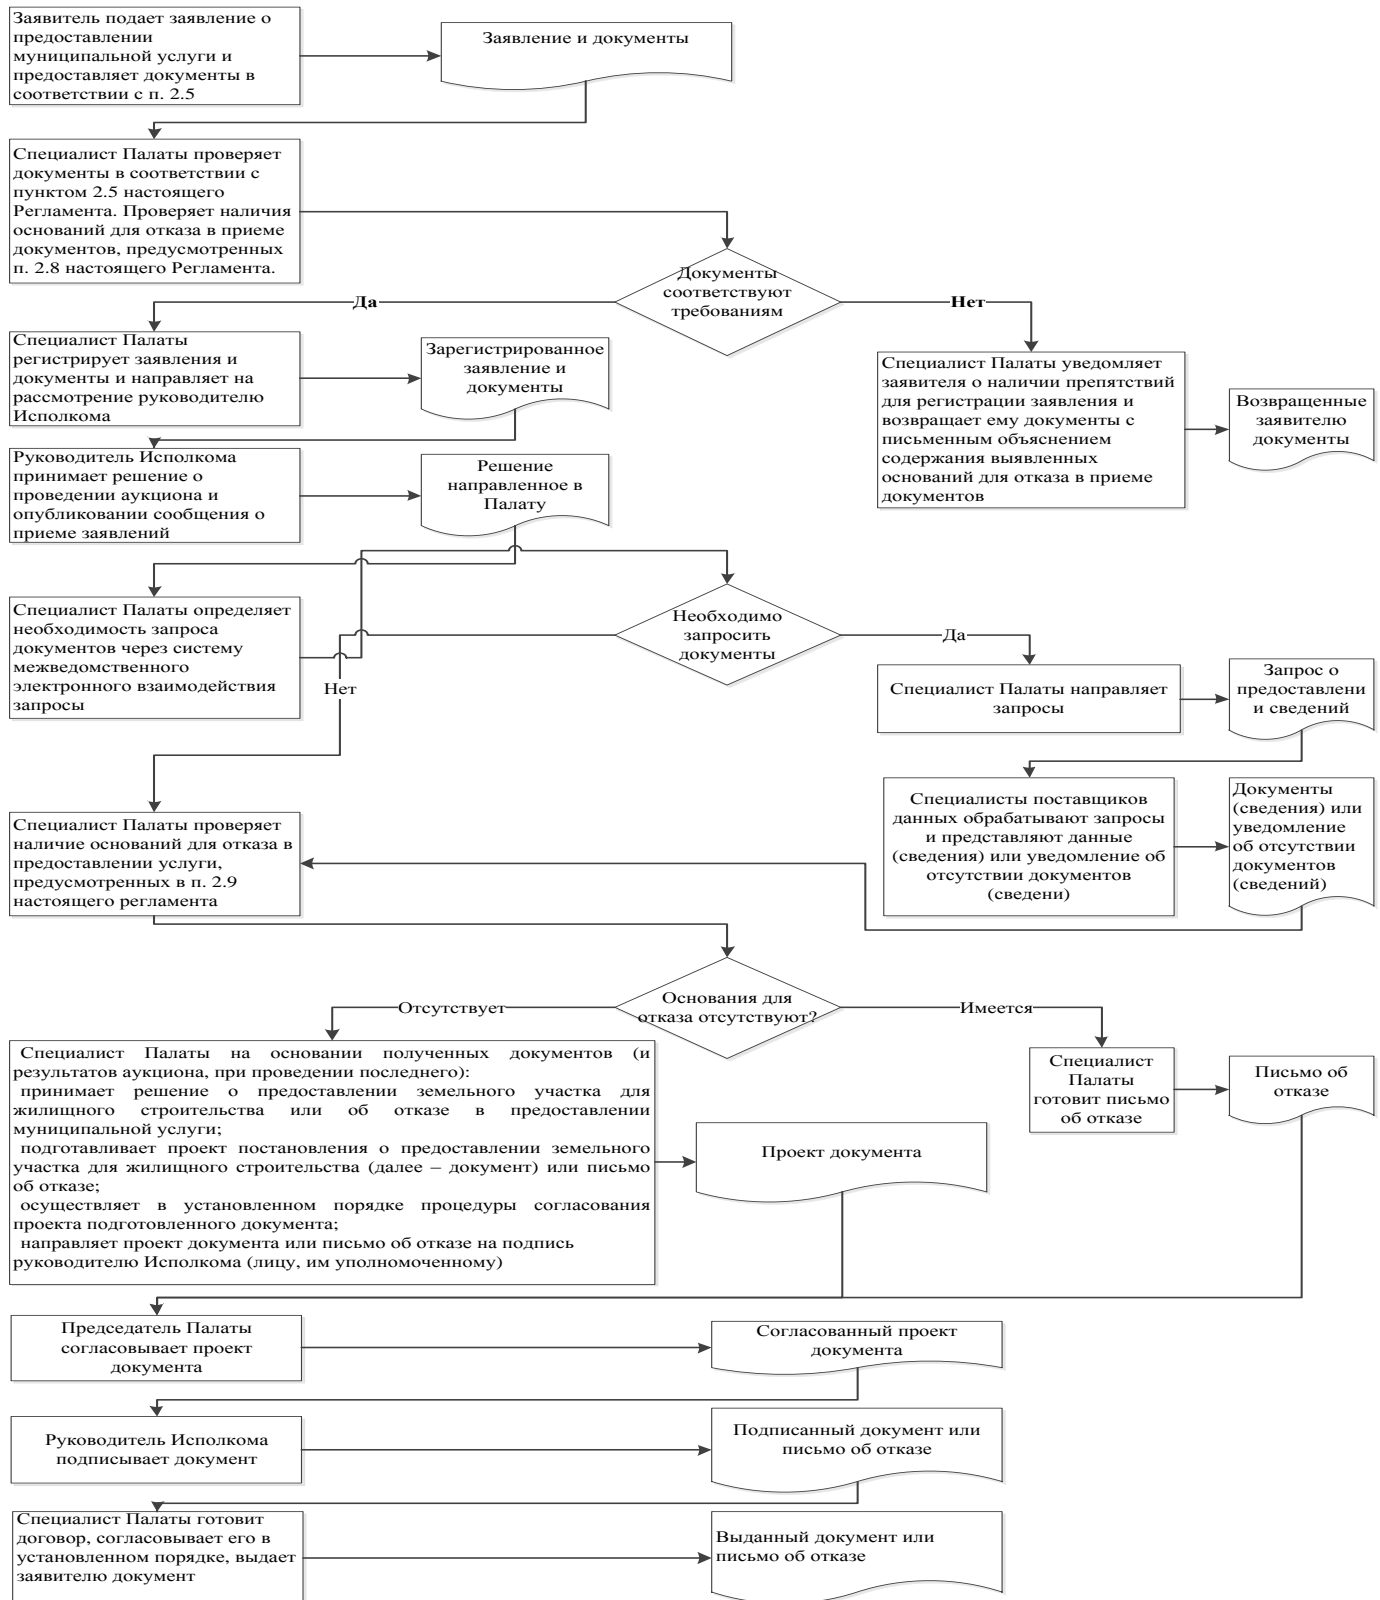 Заявитель подает заявление о
предоставлении
муниципальной услуги и
предоставляет документы в
соответствии с п. 2.5
Заявление и документы
Специалист Палаты проверяет
документы в соответствии с
пунктом 2.5 настоящего
Регламента. Проверяет наличия
оснований для отказа в приеме
документов, предусмотренных
п. 2.8 настоящего Регламента.
Документы
соответствуют
требованиям
Да
Нет
Специалист Палаты
регистрирует заявления и
документы и направляет на
рассмотрение руководителю
Исполкома
Зарегистрированное
заявление и
документы
Специалист Палаты уведомляет
заявителя о наличии препятствий
для регистрации заявления и
возвращает ему документы с
письменным объяснением
содержания выявленных
оснований для отказа в приеме
документов
Возвращенные
заявителю
документы
Руководитель Исполкома
принимает решение о
проведении аукциона и
опубликовании сообщения о
приеме заявлений
Решение
направленное в
Палату
Специалист Палаты определяет
необходимость запроса
документов через систему
межведомственного
электронного взаимодействия
запросы
Необходимо
запросить
документы
Да
Нет
Специалист Палаты направляет
запросы
Запрос о
предоставлени
и сведений
Специалисты поставщиков
данных обрабатывают запросы
и представляют данные
(сведения) или уведомление об
отсутствии документов
(сведени)
Документы
(сведения) или
уведомление
об отсутствии
документов
(сведений)
Специалист Палаты проверяет
наличие оснований для отказа в
предоставлении услуги,
предусмотренных в п. 2.9
настоящего регламента
Основания для
отказа отсутствуют?
Отсутствует
Имеется
Специалист Палаты на основании полученных документов (и
результатов аукциона, при проведении последнего):
принимает решение о предоставлении земельного участка для
жилищного строительства или об отказе в предоставлении
муниципальной услуги;
подготавливает проект постановления о предоставлении земельного
участка для жилищного строительства (далее – документ) или письмо
об отказе;
осуществляет в установленном порядке процедуры согласования
проекта подготовленного документа;
направляет проект документа или письмо об отказе на подпись
руководителю Исполкома (лицу, им уполномоченному)
Проект документа
Специалист
Палаты
готовит письмо
об отказе
Письмо об
отказе
Председатель Палаты
согласовывает проект
документа
Согласованный проект
документа
Руководитель Исполкома
подписывает документ
Подписанный документ или
письмо об отказе
Специалист Палаты готовит
договор, согласовывает его в
установленном порядке, выдает
заявителю документ
Выданный документ или
письмо об отказе